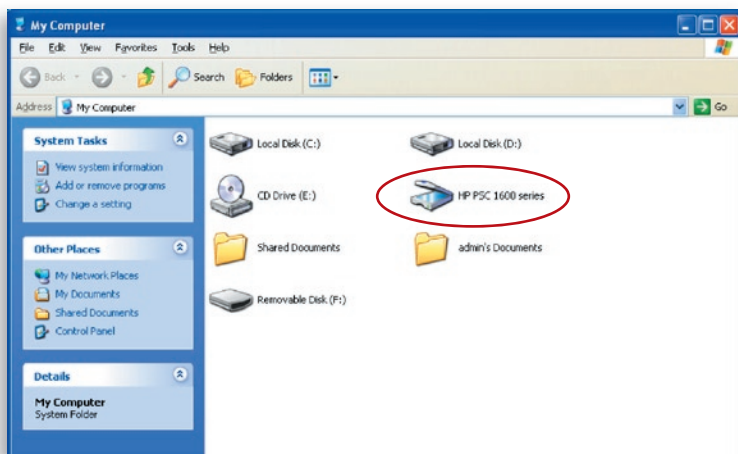 My Computer
File Edit View Favorites Tools Help
Back Search Folders
Address My Computer Go
System Tasks
View system information
Add or remove programs
Change a setting
Other Places
My Network Places
My Documents
Shared Documents
Control Panel
Details
My Computer
System Folder
Local Disk (C:) Local Disk (D:)
CD Drive (E:) HP PSC 1600 series
Shared Documents admin's Documents
Removable Disk (F:)